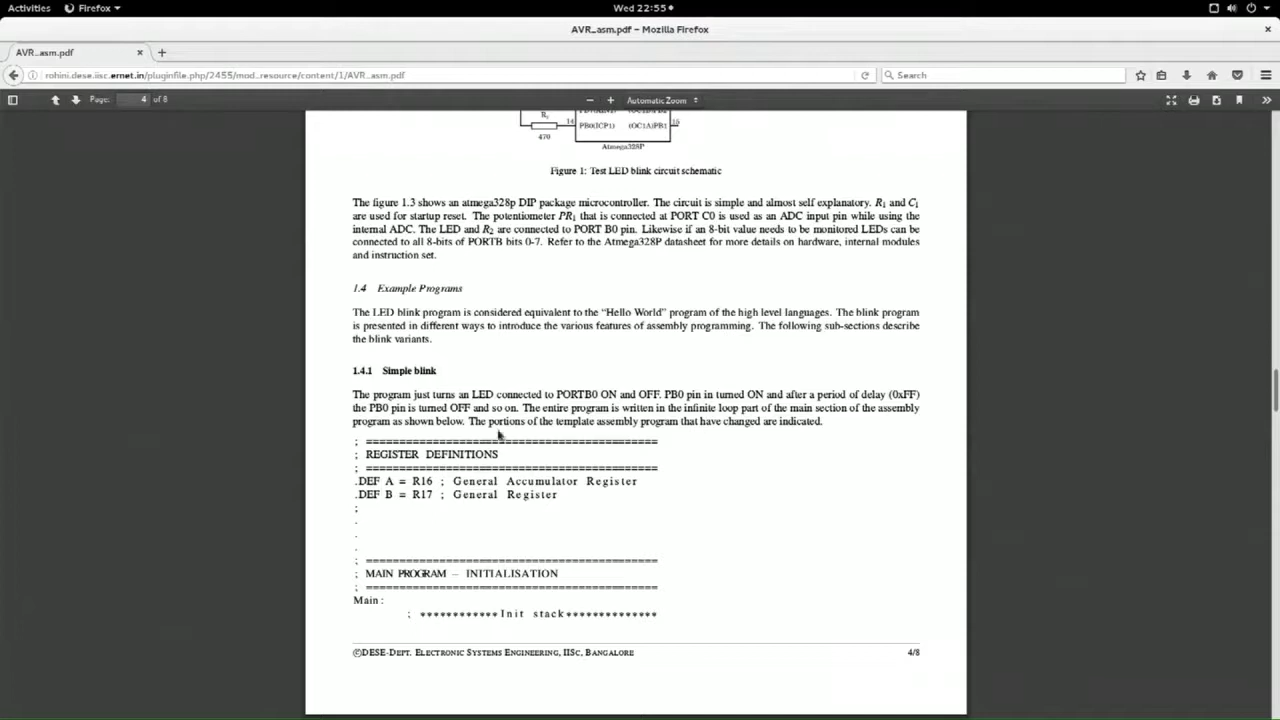 Activities Firefox Wed 22:55
AVR_asm.pdf - Mozilla Firefox
AVR_asm.pdf
rohini.dese.iisc.ernet.in/pluginfile.php/2455/mod_resource/content/1/AVR_asm.pdf Search
Page: 4 of 8 Automatic Zoom
R2
14 PB0(ICP1) (OC1A)PB1 15
470
Atmega328P
Figure 1: Test LED blink circuit schematic
The figure 1.3 shows an atmega328p DIP package microcontroller. The circuit is simple and almost self explanatory. R1 and C1
are used for startup reset. The potentiometer PR1 that is connected at PORT C0 is used as an ADC input pin while using the
internal ADC. The LED and R2 are connected to PORT B0 pin. Likewise if an 8-bit value needs to be monitored LEDs can be
connected to all 8-bits of PORTB bits 0-7. Refer to the Atmega328P datasheet for more details on hardware, internal modules
and instruction set.
1.4 Example Programs
The LED blink program is considered equivalent to the “Hello World” program of the high level languages. The blink program
is presented in different ways to introduce the various features of assembly programming. The following sub-sections describe
the blink variants.
1.4.1 Simple blink
The program just turns an LED connected to PORTB0 ON and OFF. PB0 pin in turned ON and after a period of delay (0xFF)
the PB0 pin is turned OFF and so on. The entire program is written in the infinite loop part of the main section of the assembly
program as shown below. The portions of the template assembly program that have changed are indicated.
; =====================================
; REGISTER DEFINITIONS
; =====================================
.DEF A = R16 ; General Accumulator Register
.DEF B = R17 ; General Register
;
.
.
.
; =====================================
; MAIN PROGRAM – INITIALISATION
; =====================================
Main:
; ************Init stack**************
©DESE-Dept. Electronic Systems Engineering, IISc, Bangalore 4/8